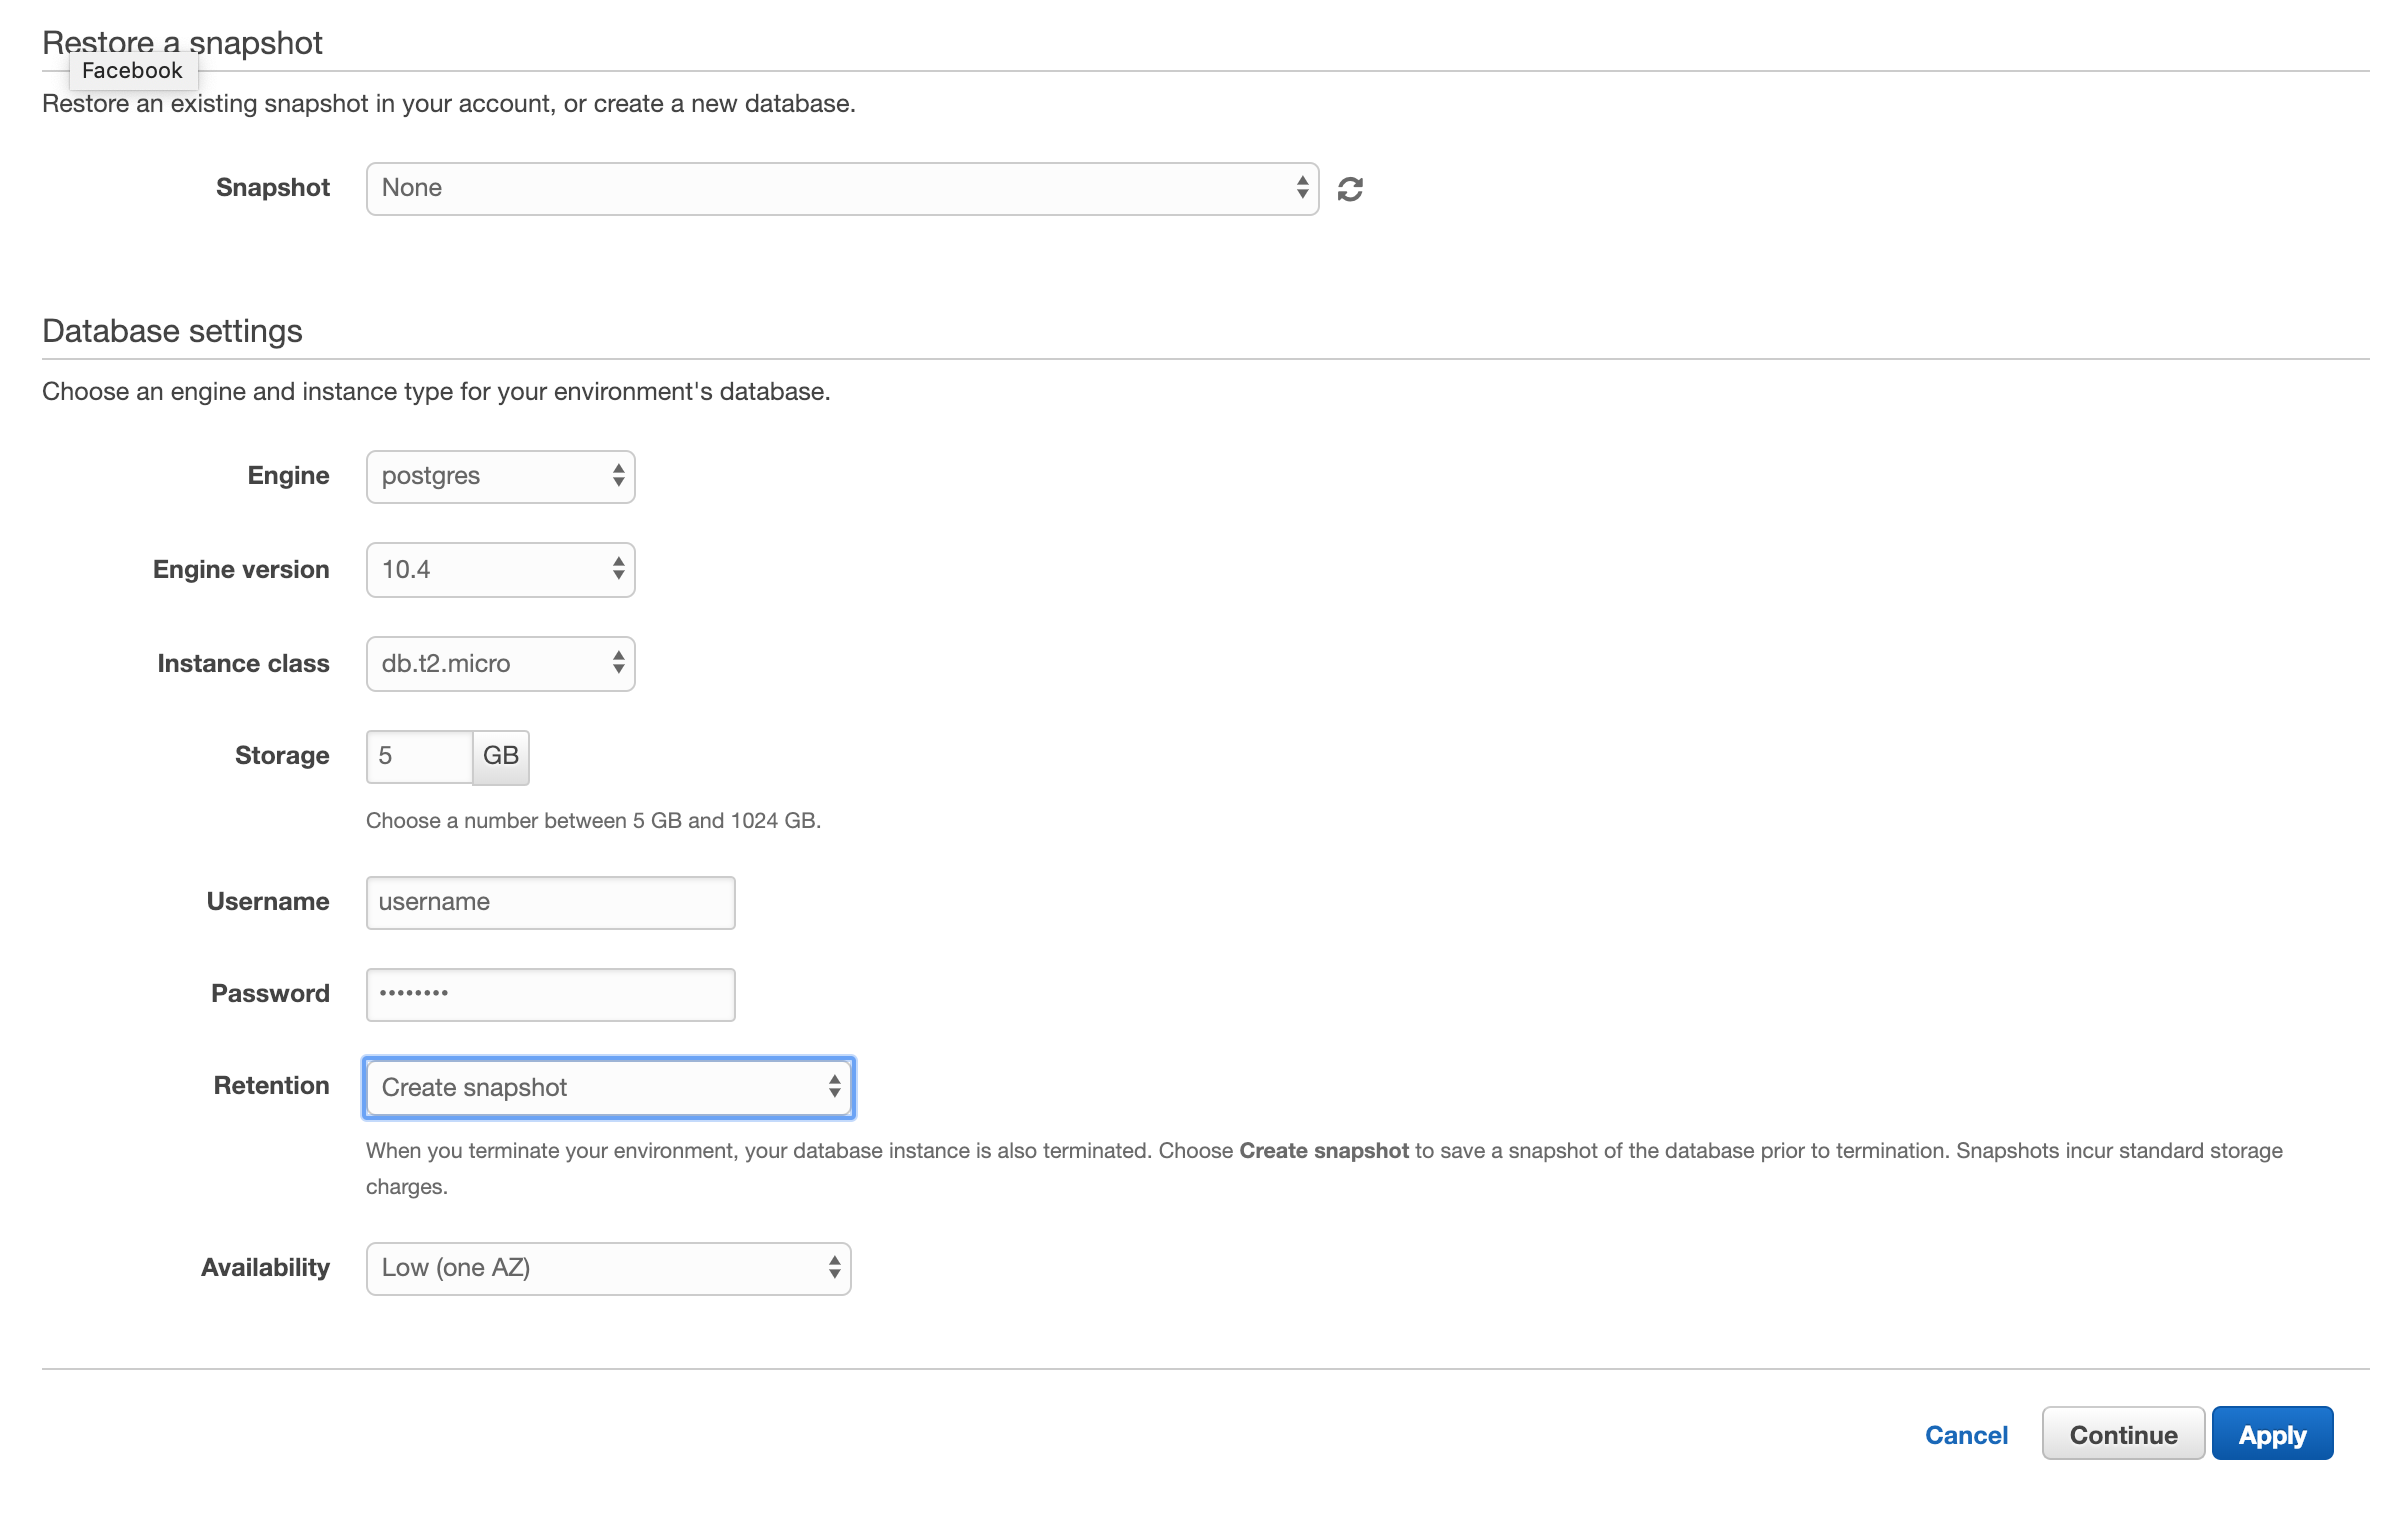 Restore a snapshot
Facebook
Restore an existing snapshot in your account, or create a new database.
Snapshot
None
Database settings
Choose an engine and instance type for your environment's database.
Engine
postgres
Engine version
10.4
Instance class
db.t2.micro
Storage
5
GB
Choose a number between 5 GB and 1024 GB.
Username
username
Password
••••••••
Retention
Create snapshot
When you terminate your environment, your database instance is also terminated. Choose Create snapshot to save a snapshot of the database prior to termination. Snapshots incur standard storage
charges.
Availability
Low (one AZ)
Cancel
Continue
Apply